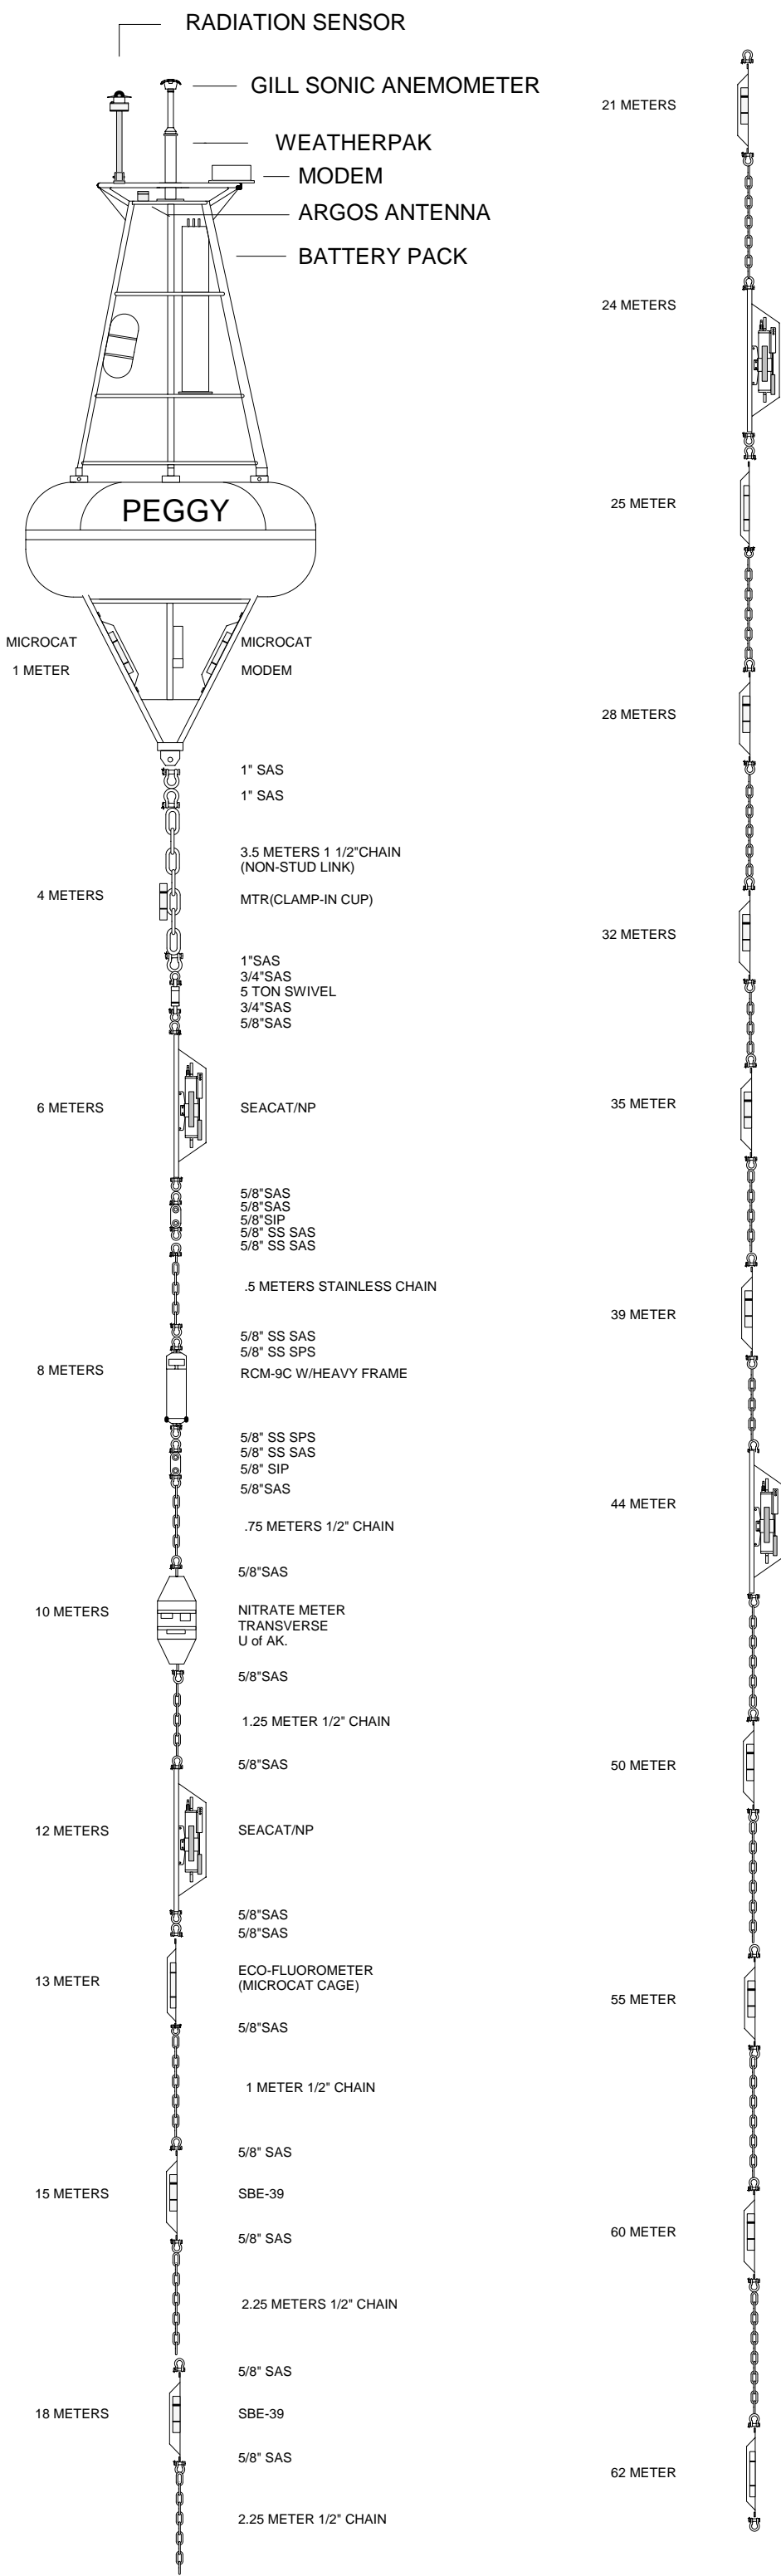 RADIATION SENSOR
GILL SONIC ANEMOMETER
WEATHERPAK
MODEM
ARGOS ANTENNA
BATTERY PACK
PEGGY
MICROCAT
1 METER
MICROCAT
MODEM
1" SAS
1" SAS
3.5 METERS 1 1/2"CHAIN
(NON-STUD LINK)
4 METERS
MTR(CLAMP-IN CUP)
1"SAS
3/4"SAS
5 TON SWIVEL
3/4"SAS
5/8"SAS
6 METERS
SEACAT/NP
5/8"SAS
5/8"SAS
5/8"SIP
5/8" SS SAS
5/8" SS SAS
.5 METERS STAINLESS CHAIN
5/8" SS SAS
5/8" SS SPS
8 METERS
RCM-9C W/HEAVY FRAME
5/8" SS SPS
5/8" SS SAS
5/8" SIP
5/8"SAS
.75 METERS 1/2" CHAIN
5/8"SAS
10 METERS
NITRATE METER
TRANSVERSE
U of AK.
5/8"SAS
1.25 METER 1/2" CHAIN
5/8"SAS
12 METERS
SEACAT/NP
5/8"SAS
5/8"SAS
13 METER
ECO-FLUOROMETER
(MICROCAT CAGE)
5/8"SAS
1 METER 1/2" CHAIN
5/8" SAS
15 METERS
SBE-39
5/8" SAS
2.25 METERS 1/2" CHAIN
5/8" SAS
18 METERS
SBE-39
5/8" SAS
2.25 METER 1/2" CHAIN
21 METERS
24 METERS
25 METER
28 METERS
32 METERS
35 METER
39 METER
44 METER
50 METER
55 METER
60 METER
62 METER